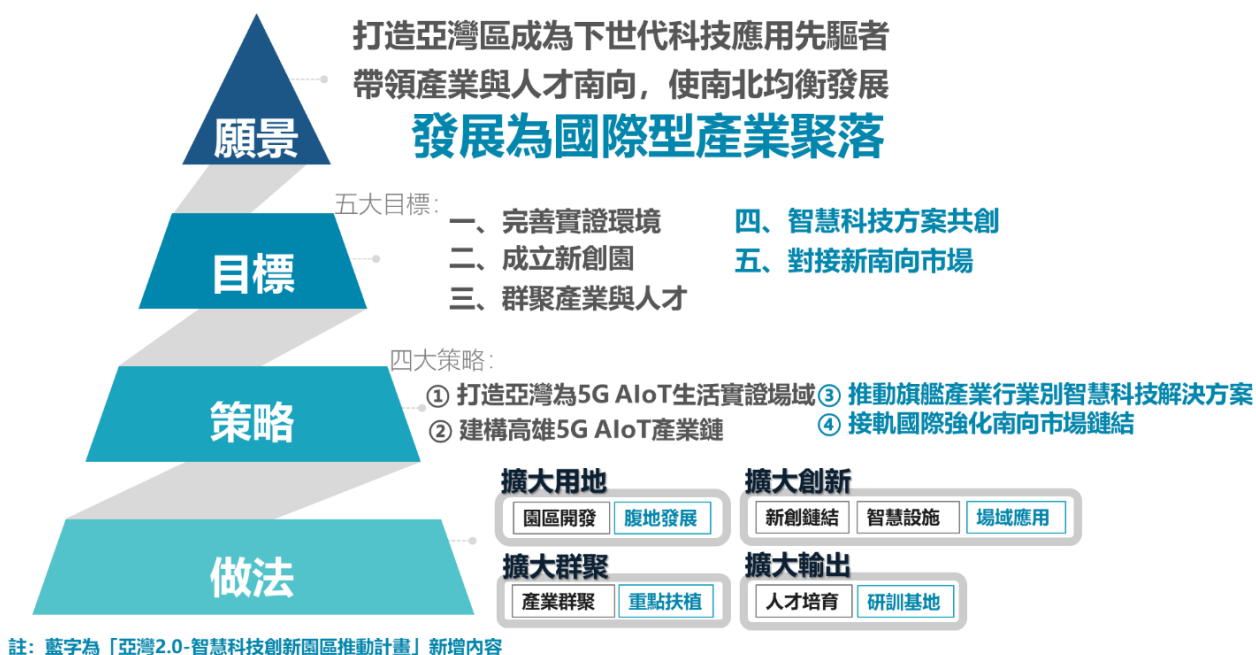 打造亞灣區成為下世代科技應用先驅者
帶領產業與人才南向，使南北均衡發展
發展為國際型產業聚落
願景
五大目標：
一、完善實證環境
二、成立新創園
三、群聚產業與人才
四、智慧科技方案共創
五、對接新南向市場
目標
四大策略：
① 打造亞灣為5G AIoT生活實證場域
② 建構高雄5G AIoT產業鏈
③ 推動旗艦產業行業別智慧科技解決方案
④ 接軌國際強化南向市場鏈結
策略
擴大用地
園區開發 腹地發展
擴大創新
新創鏈結 智慧設施 場域應用
擴大群聚
產業群聚 重點扶植
擴大輸出
人才培育 研訓基地
做法
註：藍字為「亞灣2.0-智慧科技創新園區推動計畫」新增內容